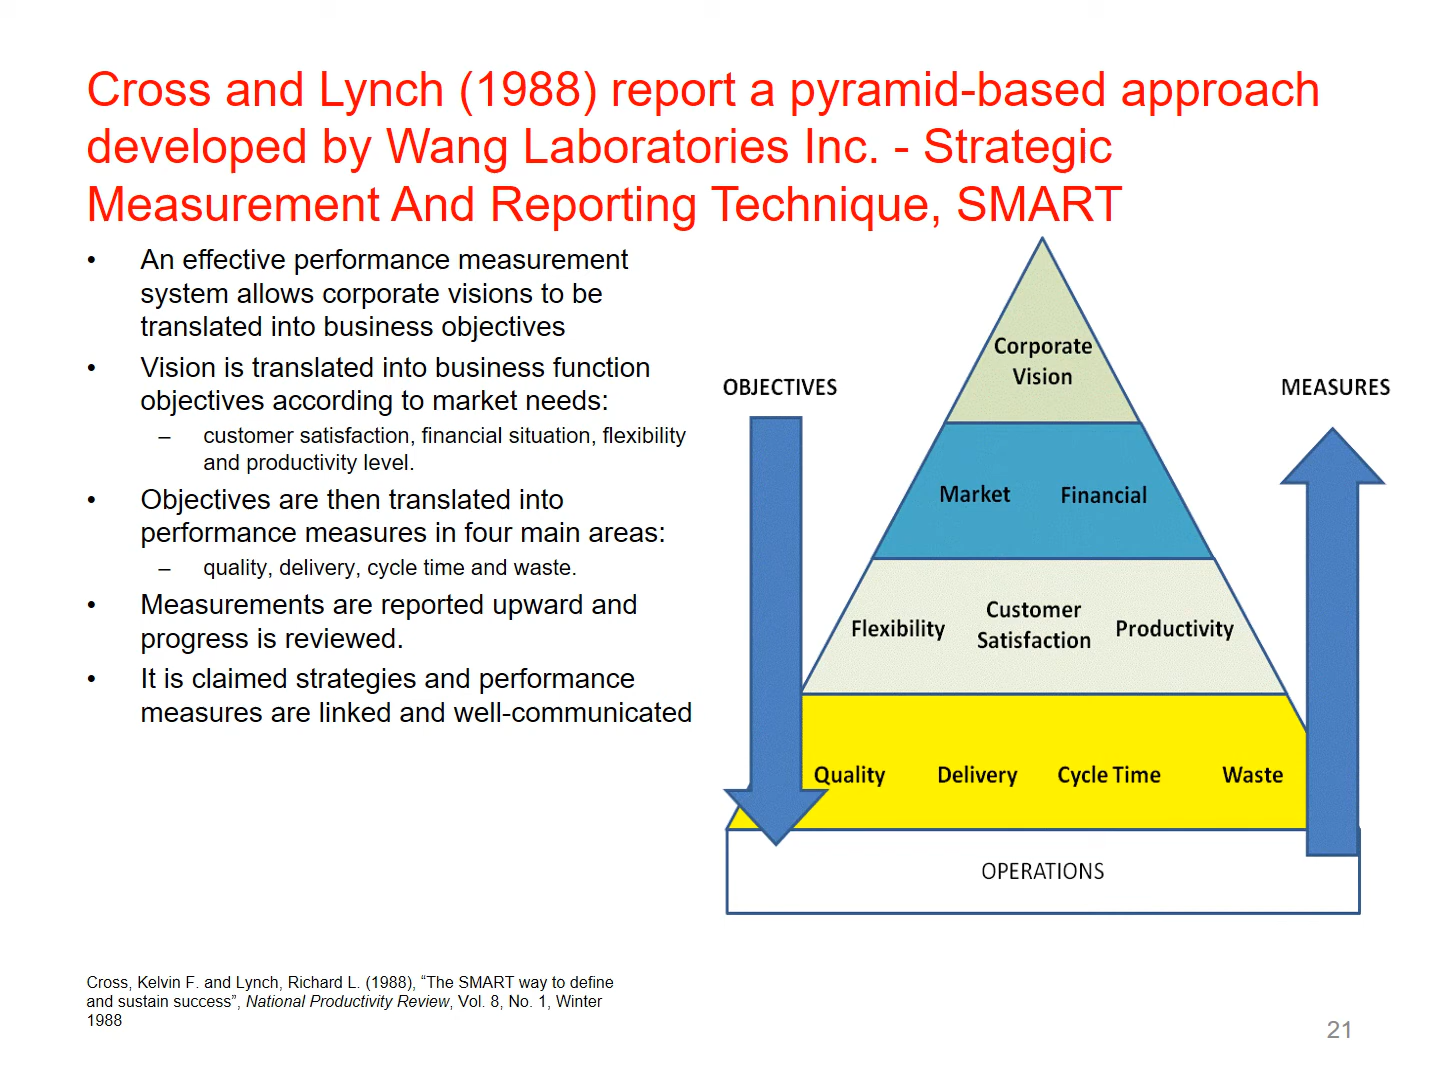 Cross and Lynch (1988) report a pyramid-based approach
developed by Wang Laboratories Inc. - Strategic
Measurement And Reporting Technique, SMART
• An effective performance measurement
system allows corporate visions to be
translated into business objectives
• Vision is translated into business function
objectives according to market needs:
– customer satisfaction, financial situation, flexibility
and productivity level.
• Objectives are then translated into
performance measures in four main areas:
– quality, delivery, cycle time and waste.
• Measurements are reported upward and
progress is reviewed.
• It is claimed strategies and performance
measures are linked and well-communicated
OBJECTIVES
MEASURES
Corporate
Vision
Market Financial
Flexibility Customer Satisfaction Productivity
Quality Delivery Cycle Time Waste
OPERATIONS
Cross, Kelvin F. and Lynch, Richard L. (1988), “The SMART way to define
and sustain success”, National Productivity Review, Vol. 8, No. 1, Winter
1988
21